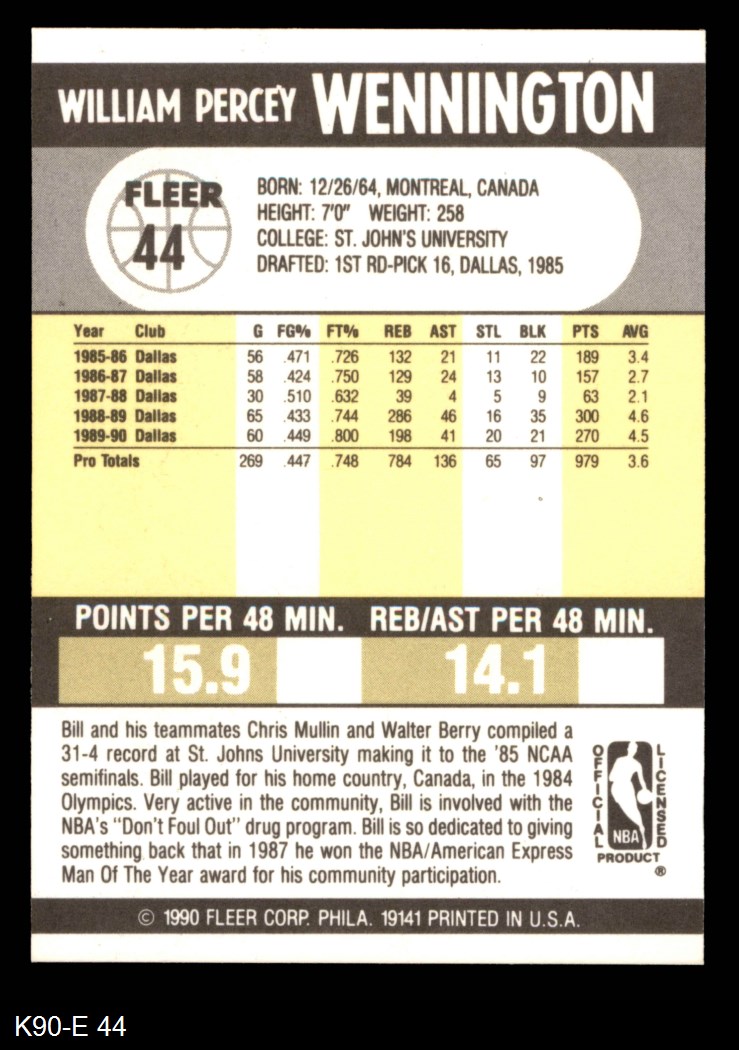 WILLIAM PERCEY WENNINGTON
FLEER
44
BORN: 12/26/64, MONTREAL, CANADA
HEIGHT: 7'0" WEIGHT: 258
COLLEGE: ST. JOHN'S UNIVERSITY
DRAFTED: 1ST RD-PICK 16, DALLAS, 1985
Year Club G FG% FT% REB AST STL BLK PTS AVG
1985-86 Dallas 56 .471 .726 132 21 11 22 189 3.4
1986-87 Dallas 58 .424 .750 129 24 13 10 157 2.7
1987-88 Dallas 30 .510 .632 39 4 5 9 63 2.1
1988-89 Dallas 65 .433 .744 286 46 16 35 300 4.6
1989-90 Dallas 60 .449 .800 198 41 20 21 270 4.5
Pro Totals 269 .447 .748 784 136 65 97 979 3.6
POINTS PER 48 MIN. REB/AST PER 48 MIN.
15.9 14.1
Bill and his teammates Chris Mullin and Walter Berry compiled a
31-4 record at St. Johns University making it to the '85 NCAA
semifinals. Bill played for his home country, Canada, in the 1984
Olympics. Very active in the community, Bill is involved with the
NBA's "Don't Foul Out" drug program. Bill is so dedicated to giving
something back that in 1987 he won the NBA/American Express
Man Of The Year award for his community participation.
OFFICIAL
LICENSED
NBA
PRODUCT
®
© 1990 FLEER CORP. PHILA. 19141 PRINTED IN U.S.A.
K90-E 44